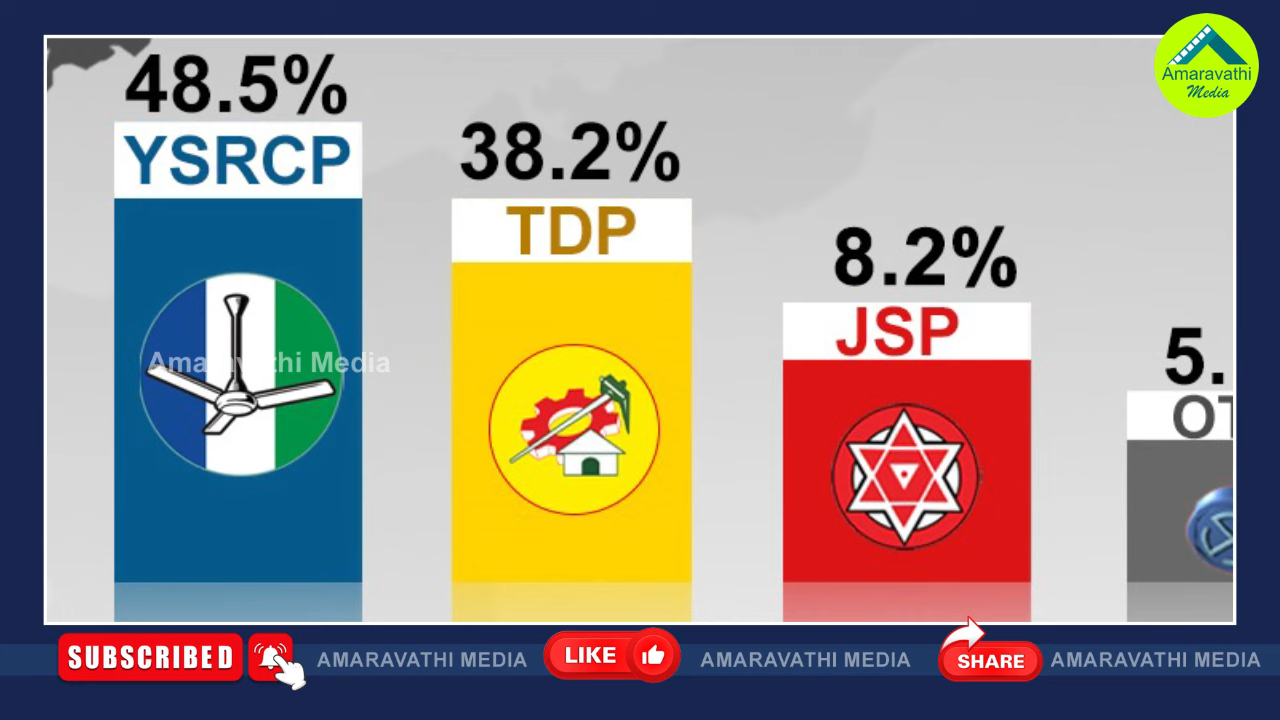 48.5%
YSRCP
38.2%
TDP
8.2%
JSP
5.
Amaravathi
Media
Amaravathi Media
SUBSCRIBED
AMARAVATHI MEDIA
LIKE
AMARAVATHI MEDIA
SHARE
AMARAVATHI MEDIA